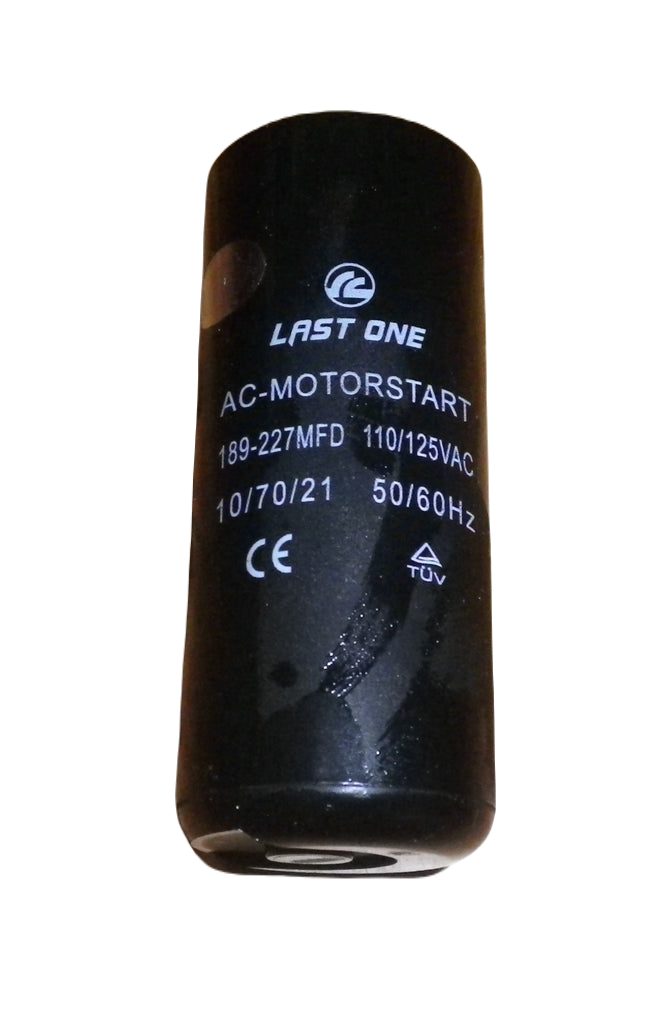 LAST ONE
AC-MOTORSTART
189-227MFD 110/125VAC
10/70/21 50/60Hz
CE
TÜV